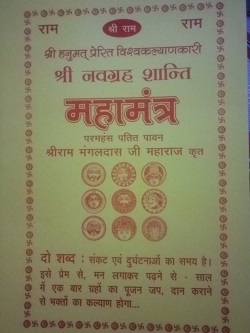 राम श्री राम राम
श्री हनुमत् प्रेरित विश्वकल्याणकारी
श्री नवग्रह शान्ति
महामंत्र
परमहंस पतित पावन
श्रीराम मंगलदास जी महाराज कृत
दो शब्द : संकट एवं दुर्घटनाओं का समय है।
इसे प्रेम से, मन लगाकर पढ़ने से - साल
में एक बार ग्रहों का पूजन जप, दान कराने
से भक्तों का कल्याण होगा...